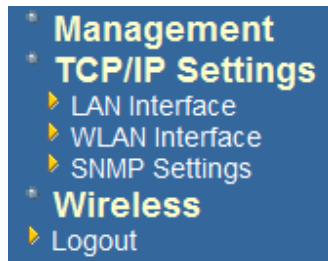 Management
TCP/IP Settings
LAN Interface
WLAN Interface
SNMP Settings
Wireless
Logout